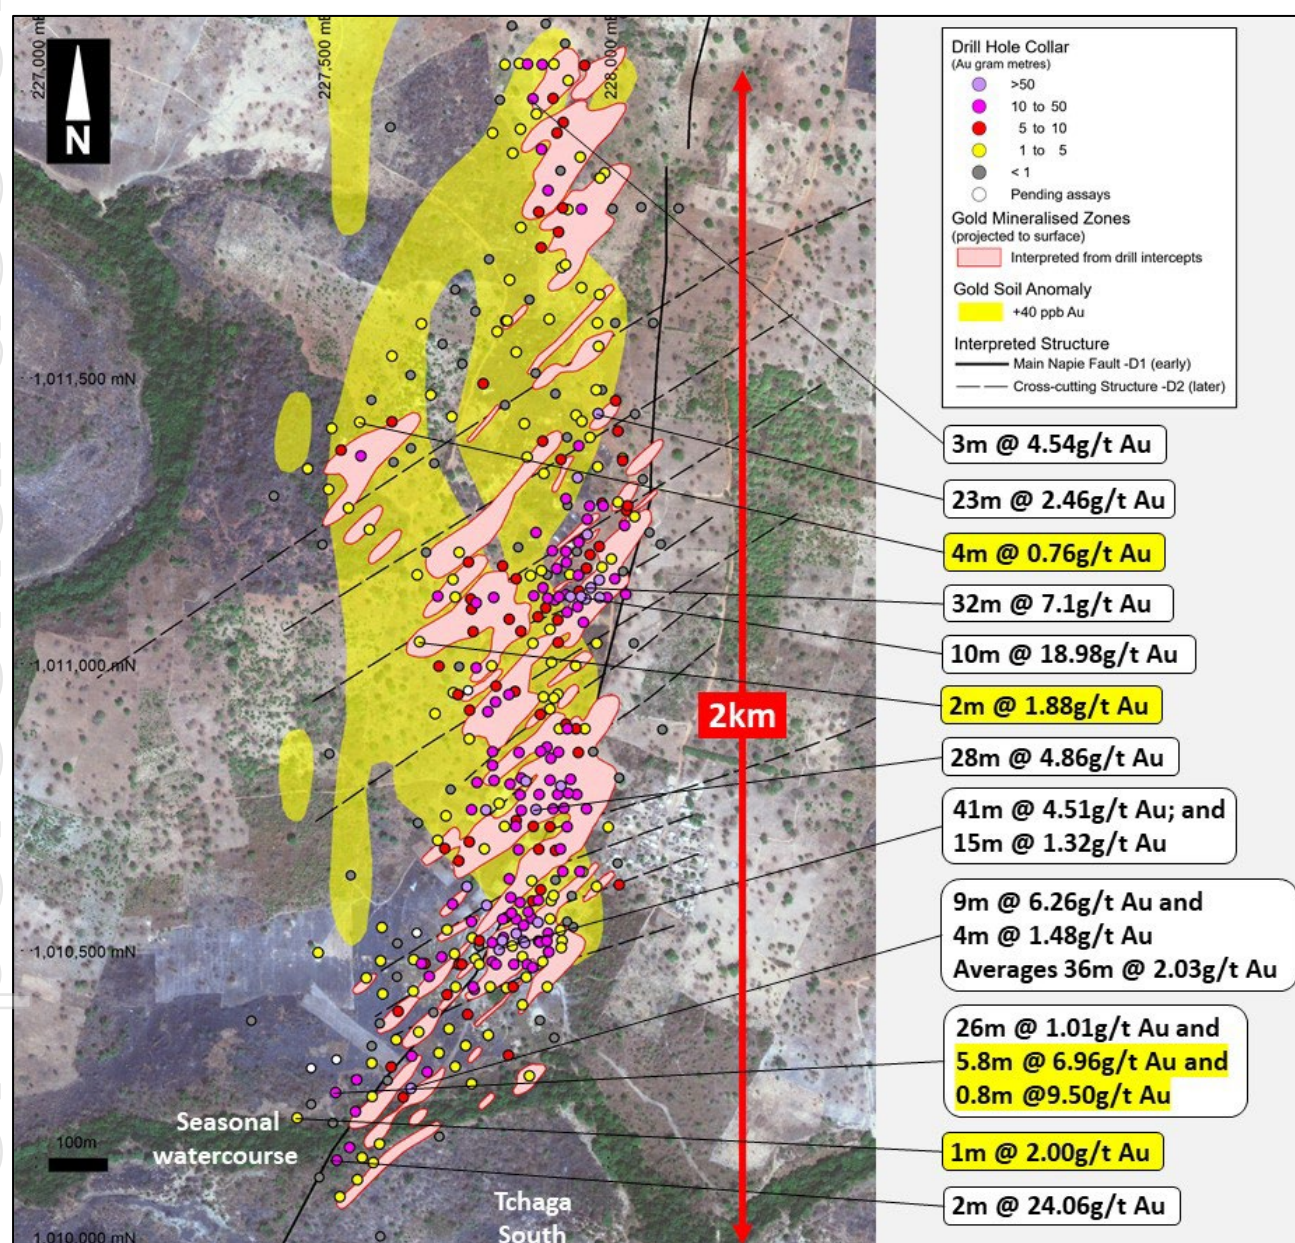 227,000 mE
227,500 mE
228,000 mE
N
Drill Hole Collar
(Au gram metres)
>50
10 to 50
5 to 10
1 to 5
< 1
Pending assays
Gold Mineralised Zones
(projected to surface)
Interpreted from drill intercepts
Gold Soil Anomaly
+40 ppb Au
Interpreted Structure
Main Napie Fault -D1 (early)
Cross-cutting Structure -D2 (later)
1,011,500 mN
3m @ 4.54g/t Au
23m @ 2.46g/t Au
4m @ 0.76g/t Au
32m @ 7.1g/t Au
10m @ 18.98g/t Au
1,011,000 mN
2m @ 1.88g/t Au
2km
28m @ 4.86g/t Au
41m @ 4.51g/t Au; and
15m @ 1.32g/t Au
9m @ 6.26g/t Au and
4m @ 1.48g/t Au
Averages 36m @ 2.03g/t Au
1,010,500 mN
26m @ 1.01g/t Au and
5.8m @ 6.96g/t Au and
0.8m @9.50g/t Au
Seasonal
watercourse
100m
1m @ 2.00g/t Au
2m @ 24.06g/t Au
Tchaga
South
1,010,000 mN